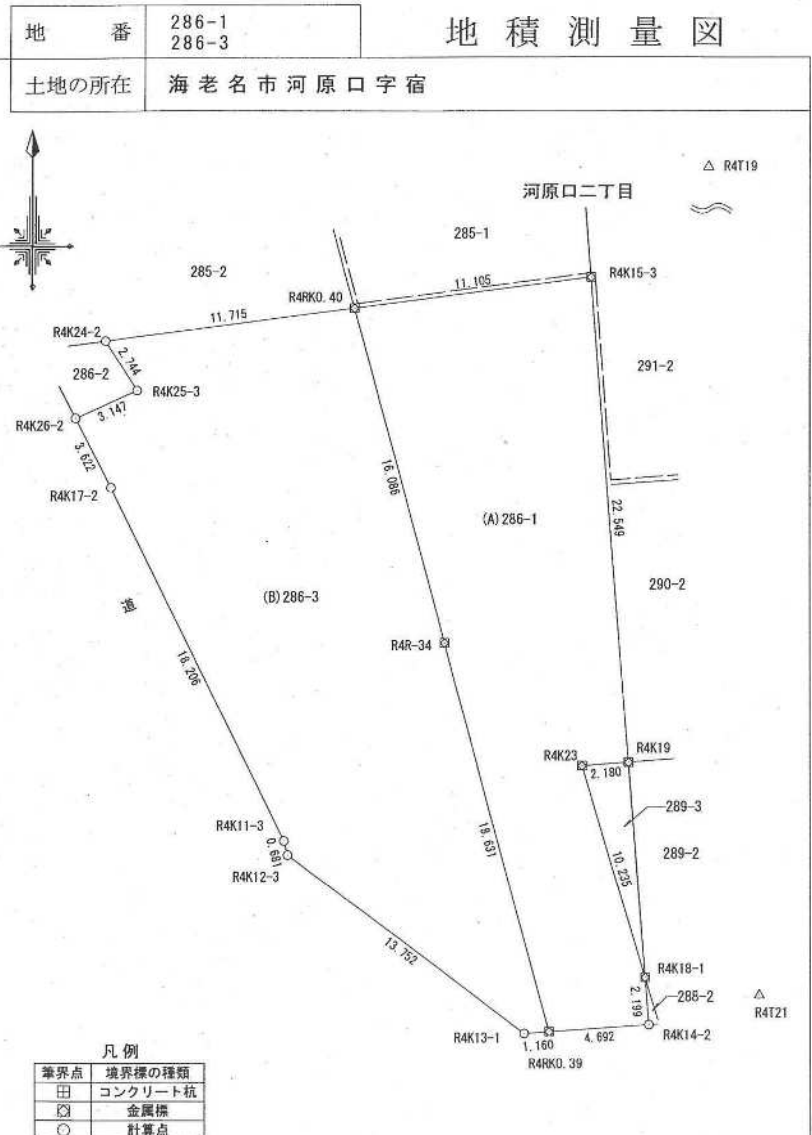 地 番 286-1
286-3
地 積 測 量 図
土地の所在 海老名市河原口字宿
R4T19
河原口二丁目
285-1
285-2
R4K15-3
11.105
R4RK0.40
11.715
R4K24-2
2.744
286-2
R4K25-3
291-2
3.147
R4K26-2
3.622
R4K17-2
16.086
(A)286-1
22.549
290-2
(B)286-3
道
18.206
R4R-34
R4K19
R4K23
2.180
289-3
289-2
R4K11-3
0.681
R4K12-3
18.631
10.235
13.752
R4K18-1
288-2
2.199
R4T21
R4K13-1
1.160
4.692
R4K14-2
R4RK0.39
凡例
筆界点 境界標の種類
コンクリート杭
金属標
計算点